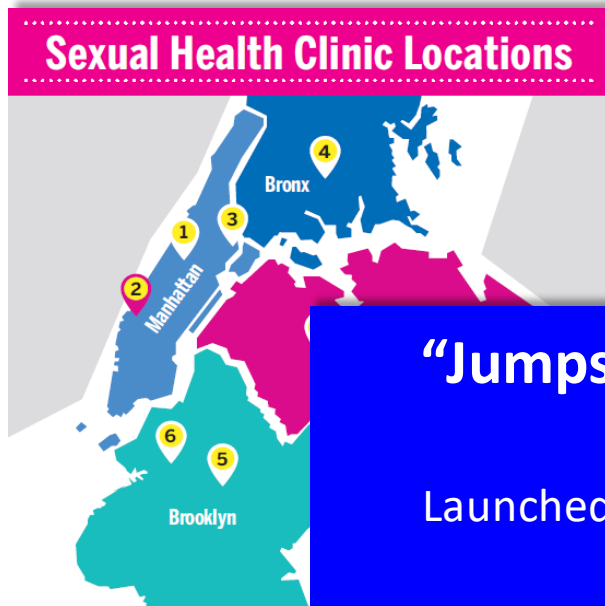 Sexual Health Clinic Locations
4
Bronx
1
3
2
Manhattan
“Jumps
6
5
Launched
Brooklyn